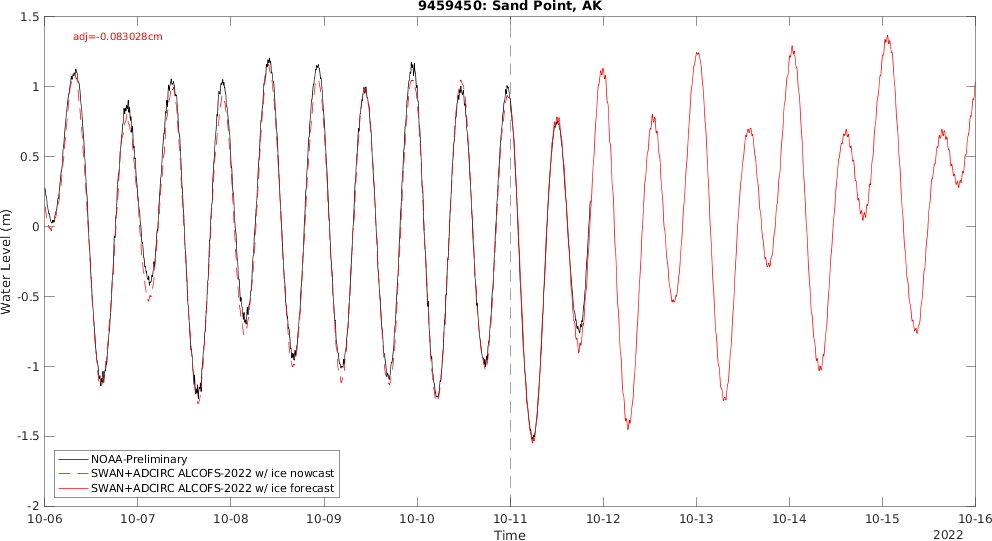 9459450: Sand Point, AK
adj=-0.083028cm
Water Level (m)
1.5
1
0.5
0
-0.5
-1
-1.5
-2
NOAA-Preliminary
SWAN+ADCIRC ALCOFS-2022 w/ ice nowcast
SWAN+ADCIRC ALCOFS-2022 w/ ice forecast
10-06 10-07 10-08 10-09 10-10 10-11 10-12 10-13 10-14 10-15 10-16
Time
2022